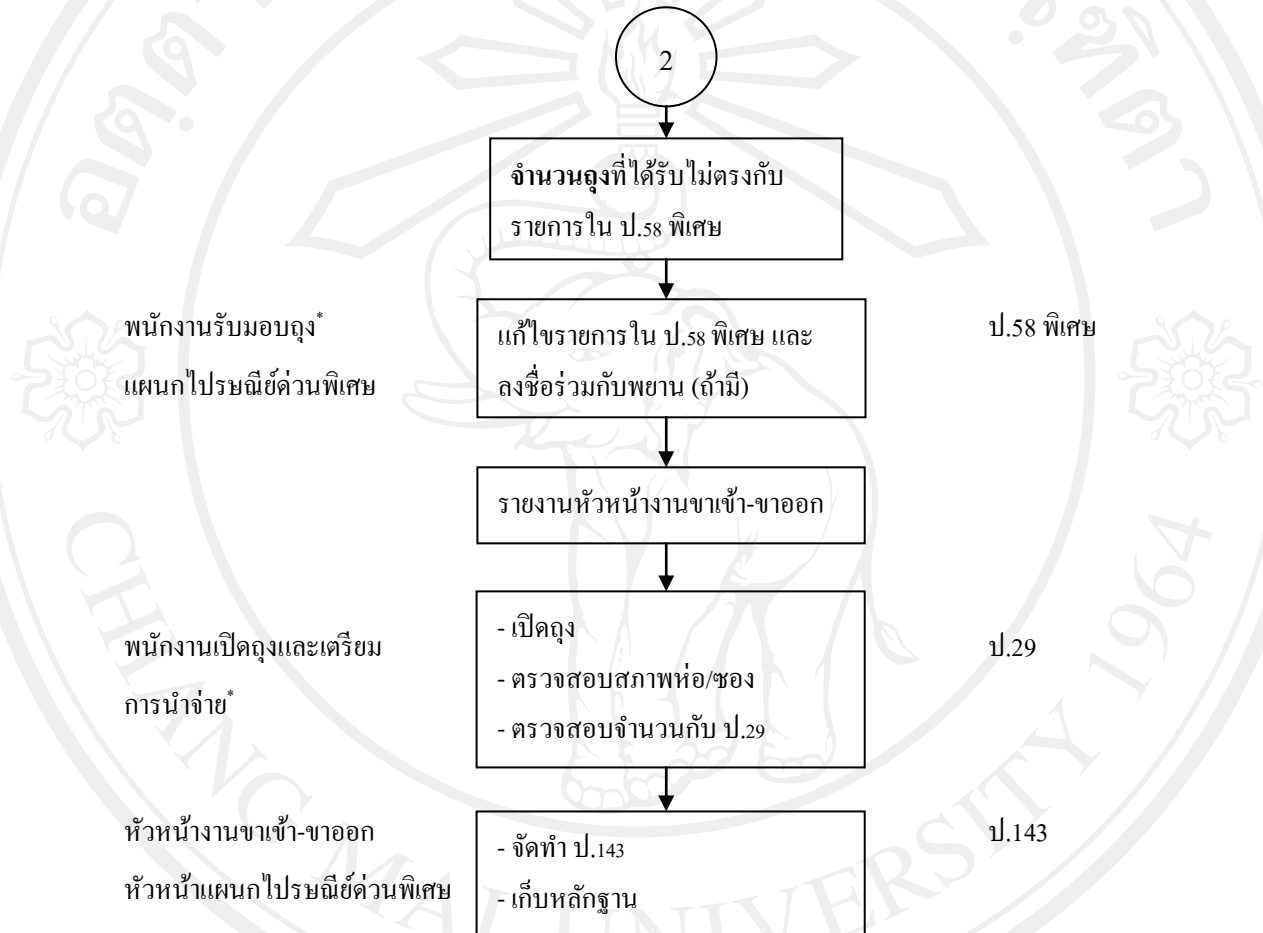 2
จำนวนถุงที่ได้รับไม่ตรงกับ
รายการใน ป.58 พิเศษ
พนักงานรับมอบถุง*
แผนกไปรษณีย์ด่วนพิเศษ
แก้ไขรายการใน ป.58 พิเศษ และ
ลงชื่อร่วมกับพยาน (ถ้ามี)
ป.58 พิเศษ
รายงานหัวหน้างานขาเข้า-ขาออก
พนักงานเปิดถุงและเตรียม
การนำจ่าย*
- เปิดถุง
- ตรวจสอบสภาพห่อ/ซอง
- ตรวจสอบจำนวนกับ ป.29
ป.29
หัวหน้างานขาเข้า-ขาออก
หัวหน้าแผนกไปรษณีย์ด่วนพิเศษ
- จัดทำ ป.143
- เก็บหลักฐาน
ป.143
CHIANG MAI UNIVERSITY 1964